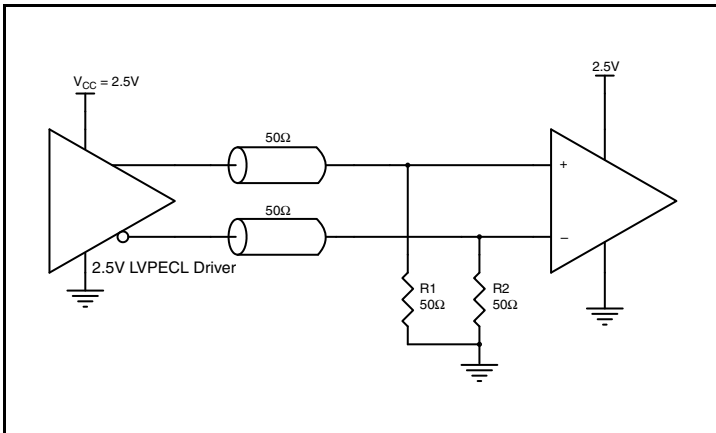 V_CC = 2.5V
2.5V
50Ω
+
50Ω
−
2.5V LVPECL Driver
R1
50Ω
R2
50Ω